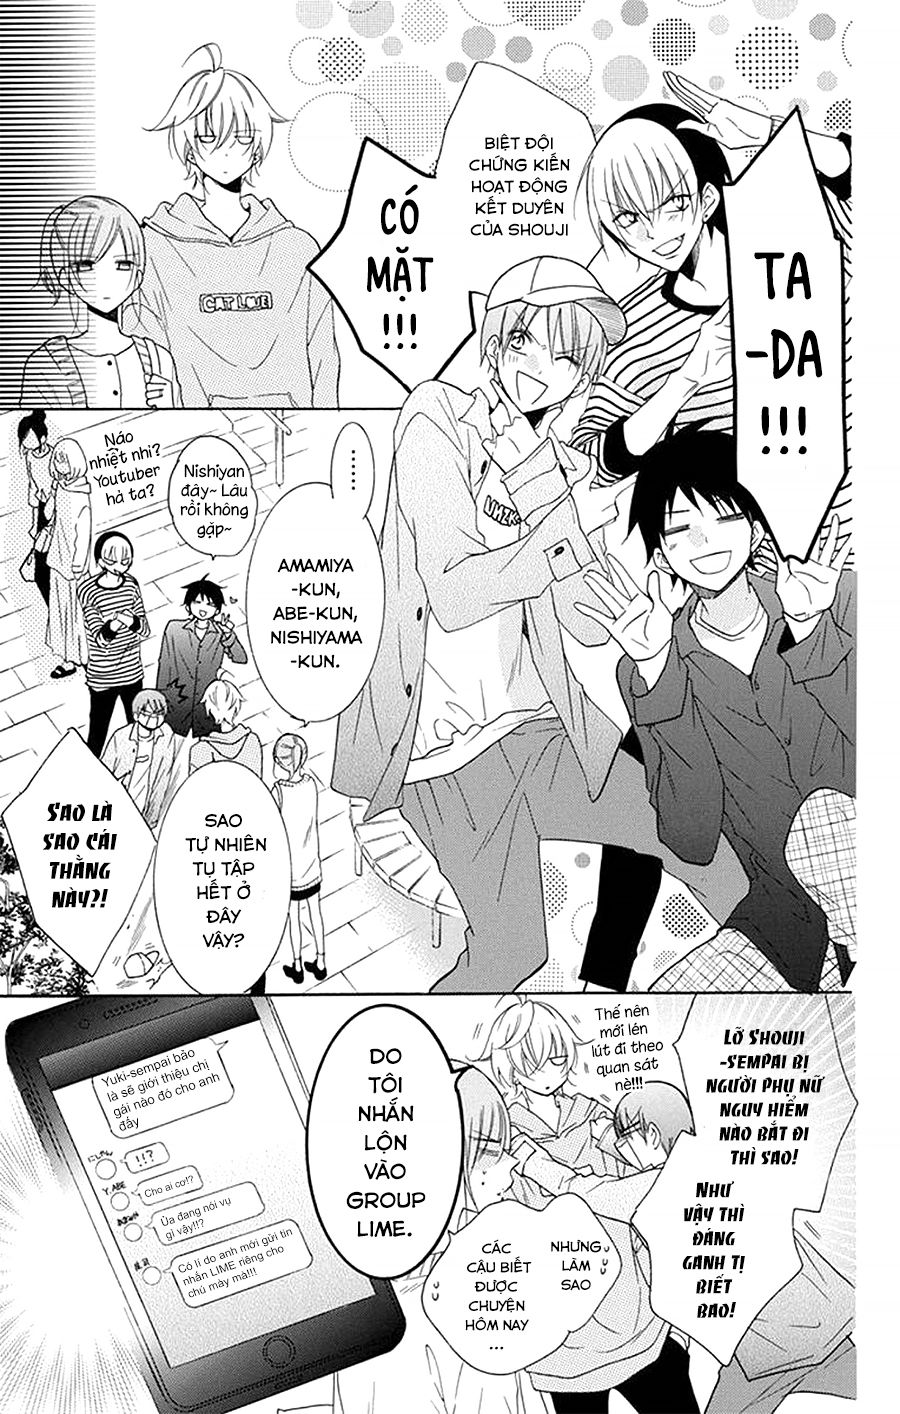 TA
-DA
!!!
BIỆT ĐỘI
CHỨNG KIẾN
HOẠT ĐỘNG
KẾT DUYÊN
CỦA SHOUJI
CÓ
MẶT
!!!
CAT LOVE
UMZK
......
AMAMIYA
-KUN,
ABE-KUN,
NISHIYAMA
-KUN.
Nishiyan
đây~ Lâu
rồi không
gặp~
Náo
nhiệt nhỉ?
Youtuber
hả ta?
SAO
TỰ NHIÊN
TỤ TẬP
HẾT Ở
ĐÂY
VẬY?
SAO LÀ
SAO CÁI
THẰNG
NÀY?!
LỠ SHOUJI
-SEMPAI BỊ
NGƯỜI PHỤ NỮ
NGUY HIỂM
NÀO BẮT ĐI
THÌ SAO!
NHƯ
VẬY THÌ
ĐÁNG
GANH TỊ
BIẾT
BAO!
Thế nên
mới lén
lút đi theo
quan sát
nè!!!
NHƯNG
LÀM
SAO
CÁC
CẬU BIẾT
ĐƯỢC
CHUYỆN
HÔM NAY
...
DO
TÔI
NHẮN
LỘN
VÀO
GROUP
LIME.
Yuki-sempai bảo
là sẽ giới thiệu chị
gái nào đó cho anh
đấy
にしやん
!!?
Y.ABE
Cho ai cơ!?
Ủa đang nói vụ
gì vậy!!?
Có lí do anh mới gửi tin
nhắn LIME riêng cho
chú mày mà!!!